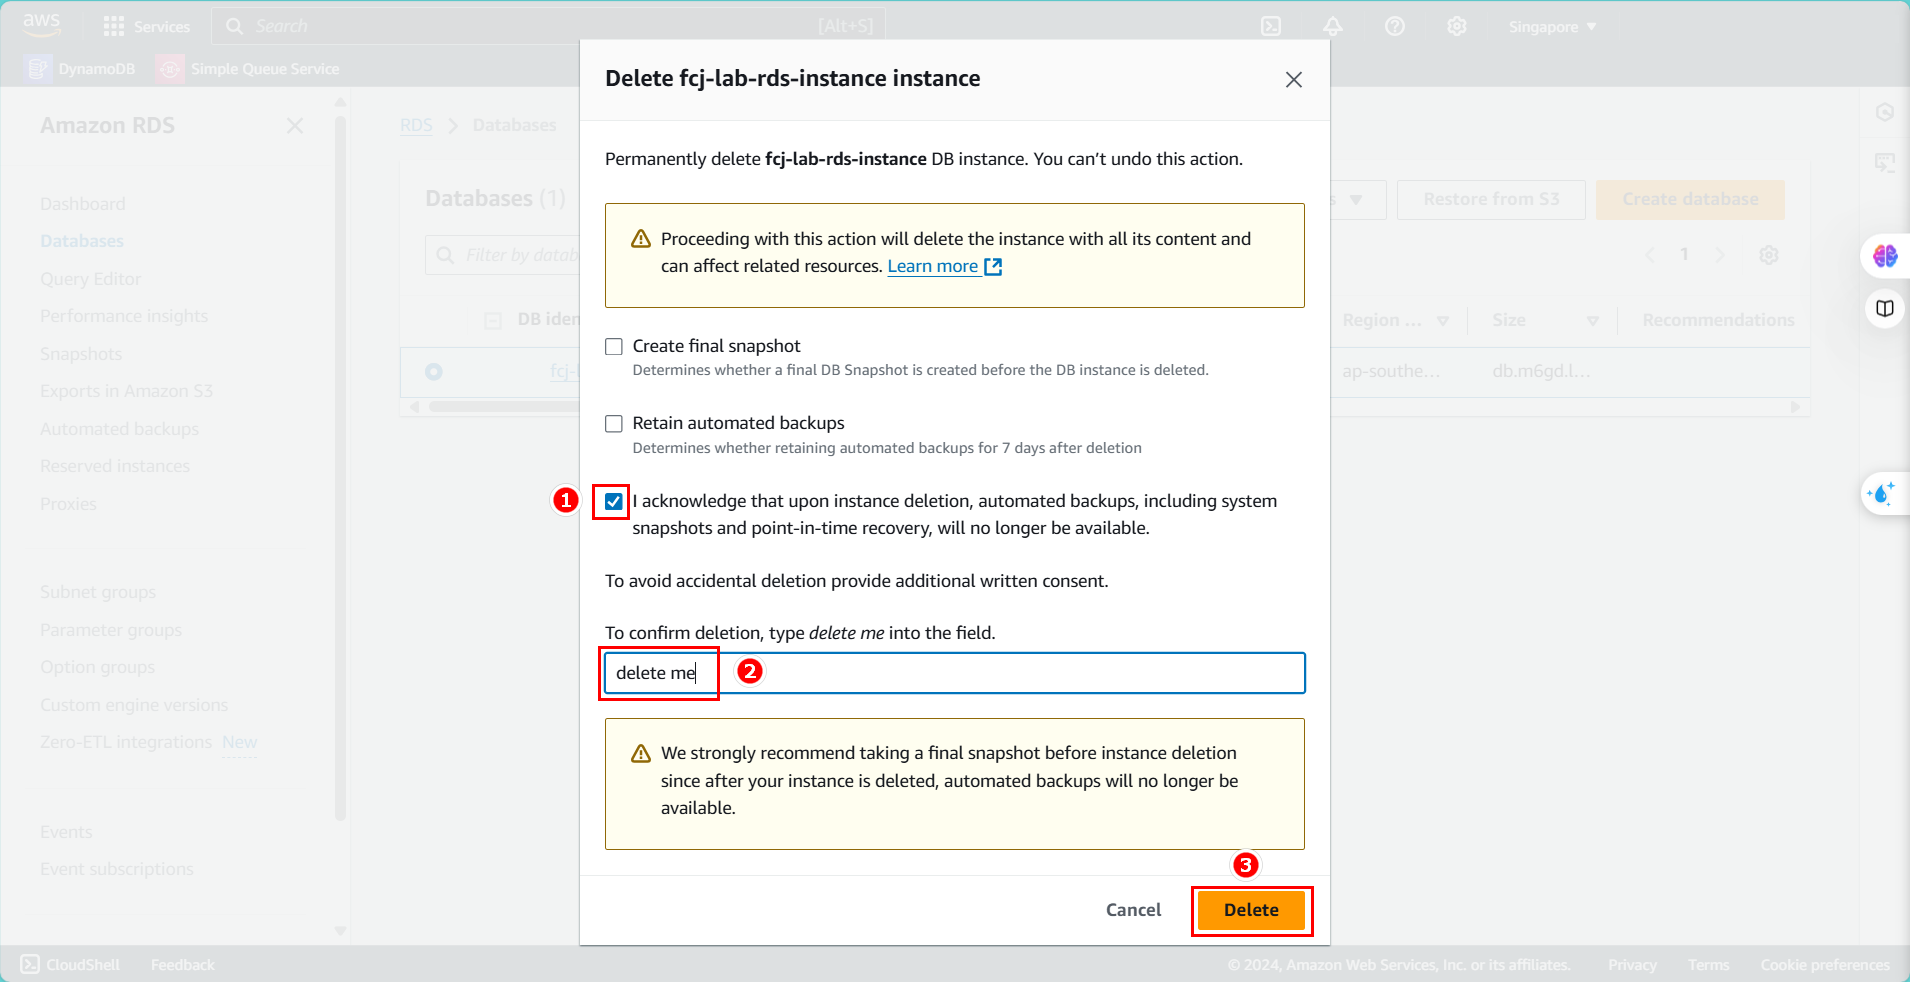 aws
Services
Search
[Alt+S]
Singapore
DynamoDB
Simple Queue Service
Amazon RDS
Dashboard
Databases
Query Editor
Performance insights
Snapshots
Exports in Amazon S3
Automated backups
Reserved instances
Proxies
Subnet groups
Parameter groups
Option groups
Custom engine versions
Zero-ETL integrations New
Events
Event subscriptions
RDS
Databases
Databases (1)
s
Restore from S3
Create database
Filter by datab
1
DB iden
Region ...
Size
Recommendations
fcj-l
ap-southe...
db.m6gd.l...
Delete fcj-lab-rds-instance instance
Permanently delete fcj-lab-rds-instance DB instance. You can’t undo this action.
Proceeding with this action will delete the instance with all its content and
can affect related resources. Learn more
Create final snapshot
Determines whether a final DB Snapshot is created before the DB instance is deleted.
Retain automated backups
Determines whether retaining automated backups for 7 days after deletion
1
I acknowledge that upon instance deletion, automated backups, including system
snapshots and point-in-time recovery, will no longer be available.
To avoid accidental deletion provide additional written consent.
To confirm deletion, type delete me into the field.
delete me
2
We strongly recommend taking a final snapshot before instance deletion
since after your instance is deleted, automated backups will no longer be
available.
3
Cancel
Delete
CloudShell
Feedback
© 2024, Amazon Web Services, Inc. or its affiliates.
Privacy
Terms
Cookie preferences